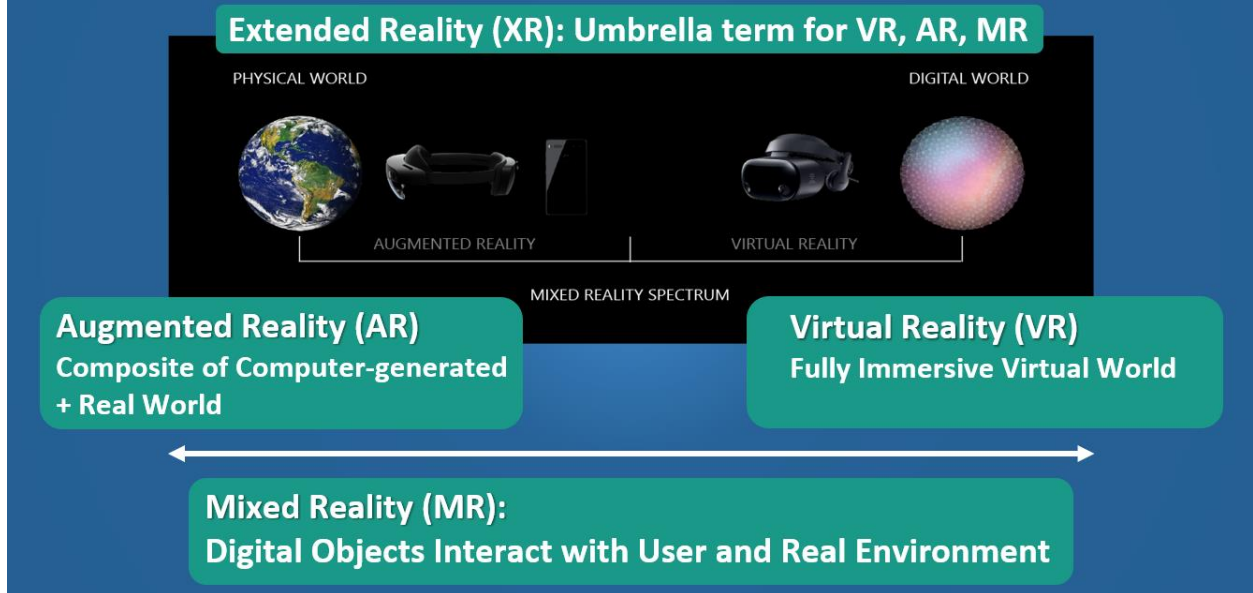 Extended Reality (XR): Umbrella term for VR, AR, MR
PHYSICAL WORLD
DIGITAL WORLD
AUGMENTED REALITY
VIRTUAL REALITY
MIXED REALITY SPECTRUM
Augmented Reality (AR)
Composite of Computer-generated
+ Real World
Virtual Reality (VR)
Fully Immersive Virtual World
Mixed Reality (MR):
Digital Objects Interact with User and Real Environment